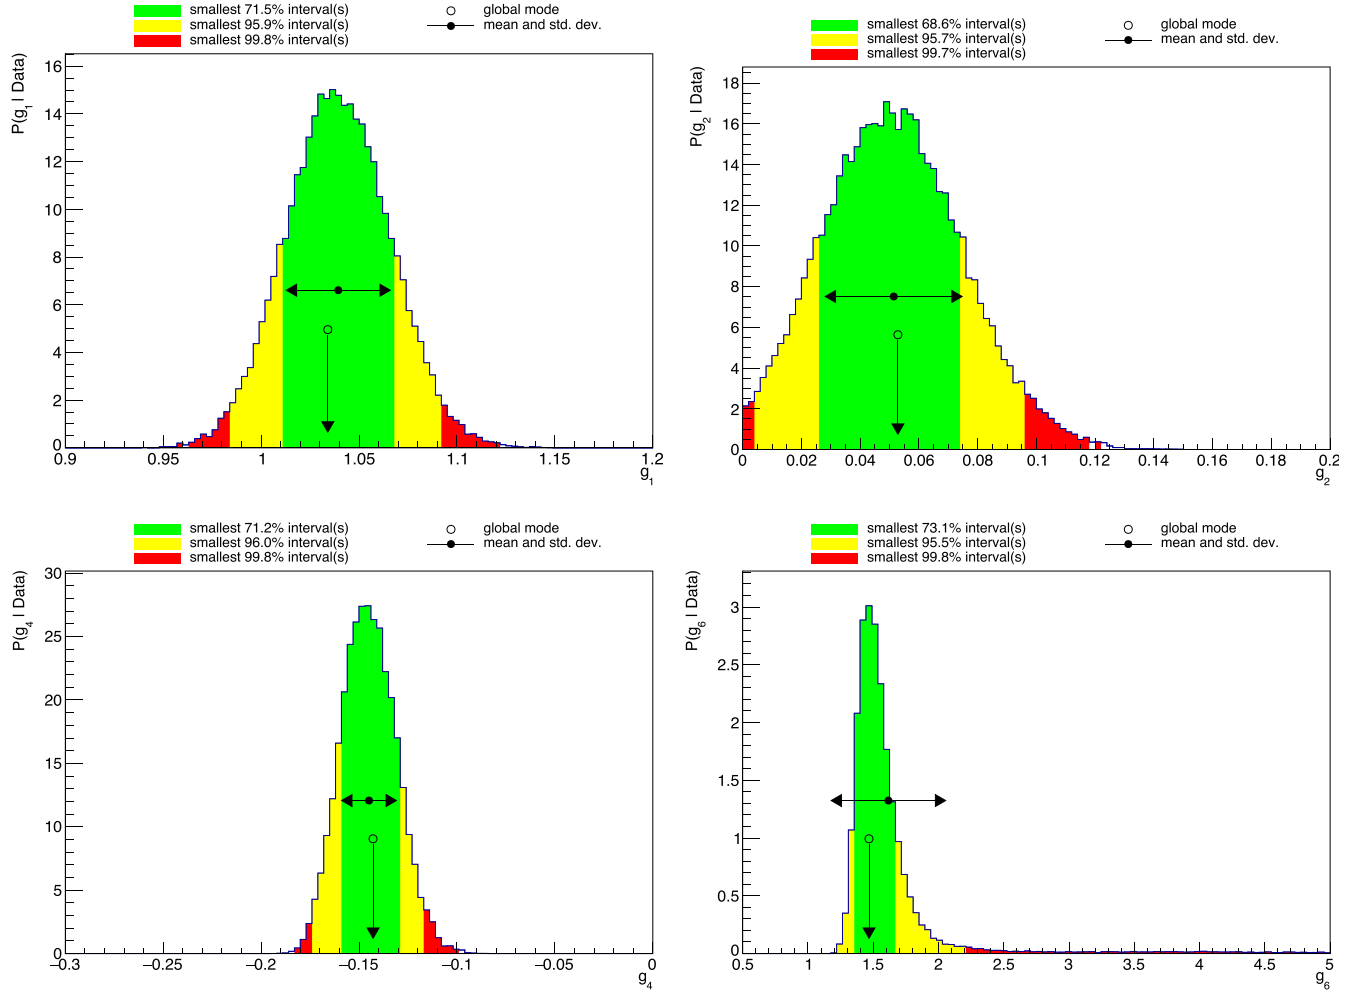 smallest 71.5% interval(s)
smallest 95.9% interval(s)
smallest 99.8% interval(s)
global mode
mean and std. dev.
P(g1 | Data)
16
14
12
10
8
6
4
2
0
0.9 0.95 1 1.05 1.1 1.15 1.2
g1
smallest 68.6% interval(s)
smallest 95.7% interval(s)
smallest 99.7% interval(s)
global mode
mean and std. dev.
P(g2 | Data)
18
16
14
12
10
8
6
4
2
0
0 0.02 0.04 0.06 0.08 0.1 0.12 0.14 0.16 0.18 0.2
g2
smallest 71.2% interval(s)
smallest 96.0% interval(s)
smallest 99.8% interval(s)
global mode
mean and std. dev.
P(g4 | Data)
30
25
20
15
10
5
0
−0.3 −0.25 −0.2 −0.15 −0.1 −0.05 0
g4
smallest 73.1% interval(s)
smallest 95.5% interval(s)
smallest 99.8% interval(s)
global mode
mean and std. dev.
P(g6 | Data)
3
2.5
2
1.5
1
0.5
0
0.5 1 1.5 2 2.5 3 3.5 4 4.5 5
g6